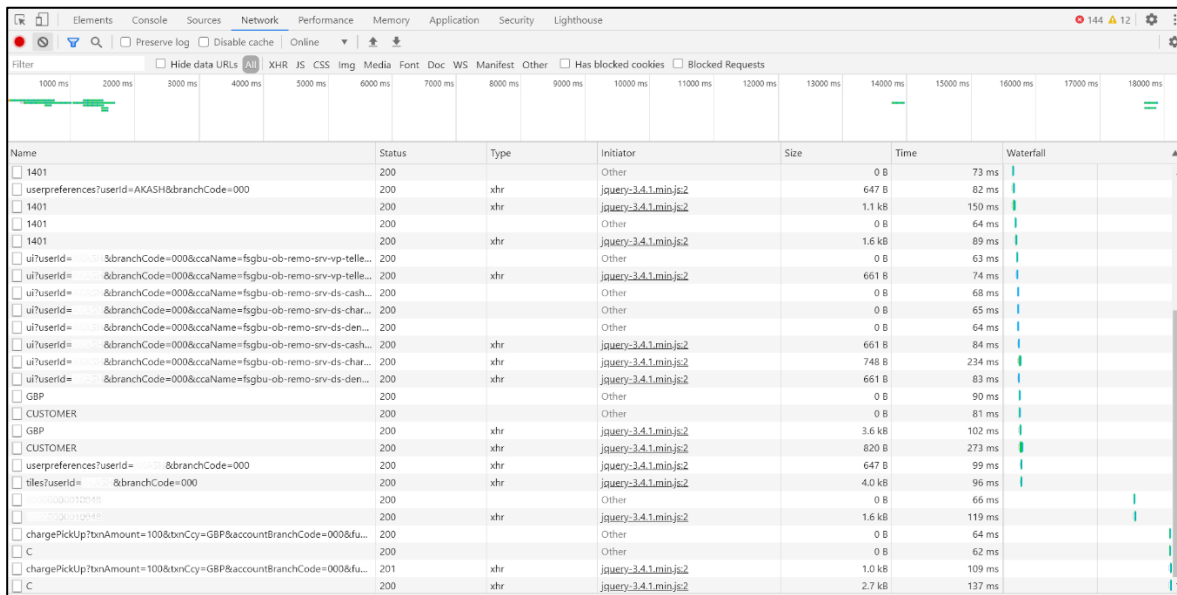 Elements Console Sources Network Performance Memory Application Security Lighthouse 144 12
Preserve log Disable cache Online
Filter Hide data URLs All XHR JS CSS Img Media Font Doc WS Manifest Other Has blocked cookies Blocked Requests
1000 ms 2000 ms 3000 ms 4000 ms 5000 ms 6000 ms 7000 ms 8000 ms 9000 ms 10000 ms 11000 ms 12000 ms 13000 ms 14000 ms 15000 ms 16000 ms 17000 ms 18000 ms
Name Status Type Initiator Size Time Waterfall
1401 200 Other 0 B 73 ms
userpreferences?userId=AKASH&branchCode=000 200 xhr jquery-3.4.1.min.js:2 647 B 82 ms
1401 200 xhr jquery-3.4.1.min.js:2 1.1 kB 150 ms
1401 200 Other 0 B 64 ms
1401 200 xhr jquery-3.4.1.min.js:2 1.6 kB 89 ms
ui?userId= &branchCode=000&ccaName=fsgbu-ob-remo-srv-vp-telle... 200 Other 0 B 63 ms
ui?userId= &branchCode=000&ccaName=fsgbu-ob-remo-srv-vp-telle... 200 xhr jquery-3.4.1.min.js:2 661 B 74 ms
ui?userId= &branchCode=000&ccaName=fsgbu-ob-remo-srv-ds-cash... 200 Other 0 B 68 ms
ui?userId= &branchCode=000&ccaName=fsgbu-ob-remo-srv-ds-char... 200 Other 0 B 65 ms
ui?userId= &branchCode=000&ccaName=fsgbu-ob-remo-srv-ds-den... 200 Other 0 B 64 ms
ui?userId= &branchCode=000&ccaName=fsgbu-ob-remo-srv-ds-cash... 200 xhr jquery-3.4.1.min.js:2 661 B 84 ms
ui?userId= &branchCode=000&ccaName=fsgbu-ob-remo-srv-ds-char... 200 xhr jquery-3.4.1.min.js:2 748 B 234 ms
ui?userId= &branchCode=000&ccaName=fsgbu-ob-remo-srv-ds-den... 200 xhr jquery-3.4.1.min.js:2 661 B 83 ms
GBP 200 Other 0 B 90 ms
CUSTOMER 200 Other 0 B 81 ms
GBP 200 xhr jquery-3.4.1.min.js:2 3.6 kB 102 ms
CUSTOMER 200 xhr jquery-3.4.1.min.js:2 820 B 273 ms
userpreferences?userId= &branchCode=000 200 xhr jquery-3.4.1.min.js:2 647 B 99 ms
tiles?userId= &branchCode=000 200 xhr jquery-3.4.1.min.js:2 4.0 kB 96 ms
200 Other 0 B 66 ms
200 xhr jquery-3.4.1.min.js:2 1.6 kB 119 ms
chargePickUp?txnAmount=100&txnCcy=GBP&accountBranchCode=000&fu... 200 Other 0 B 64 ms
C 200 Other 0 B 62 ms
chargePickUp?txnAmount=100&txnCcy=GBP&accountBranchCode=000&fu... 201 xhr jquery-3.4.1.min.js:2 1.0 kB 109 ms
C 200 xhr jquery-3.4.1.min.js:2 2.7 kB 137 ms